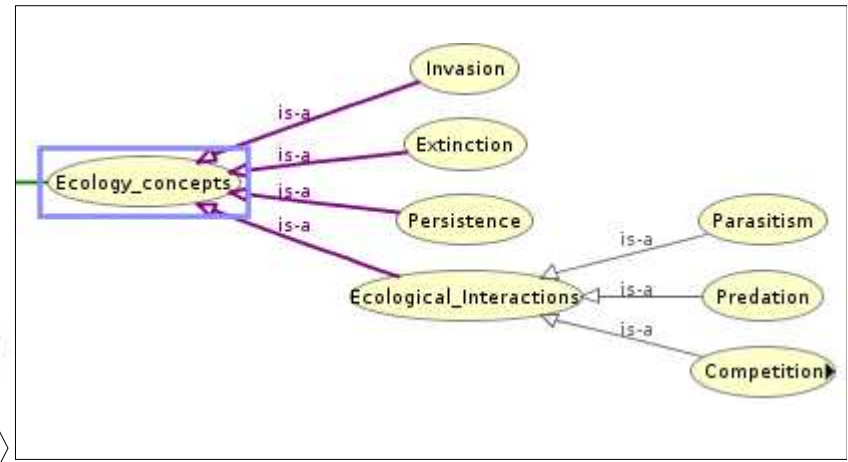 Invasion
is-a
Extinction
is-a
Ecology_concepts
is-a
Persistence
is-a
Parasitism
is-a
Ecological_Interactions
is-a
Predation
is-a
Competition